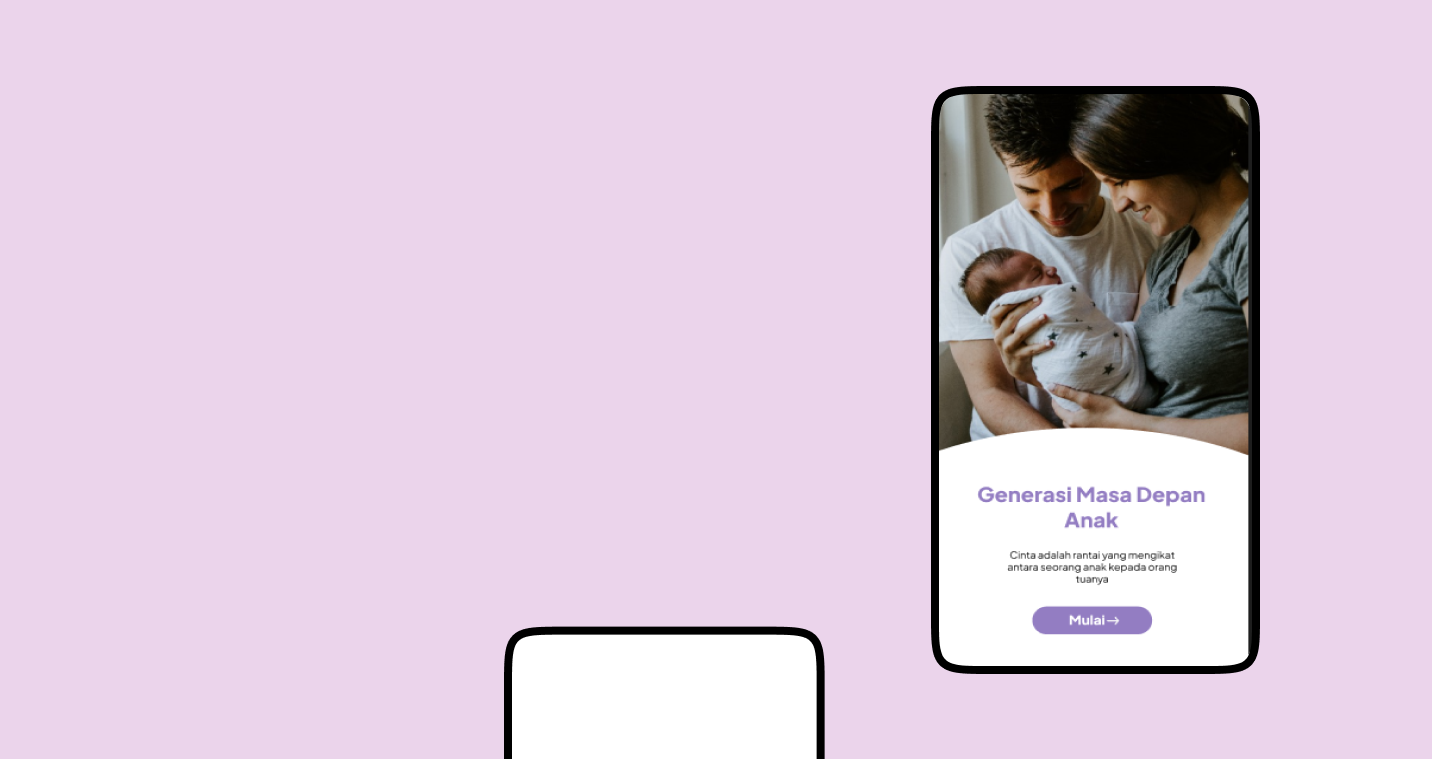 Generasi Masa Depan
Anak
Cinta adalah rantai yang mengikat
antara seorang anak kepada orang
tuanya
Mulai →